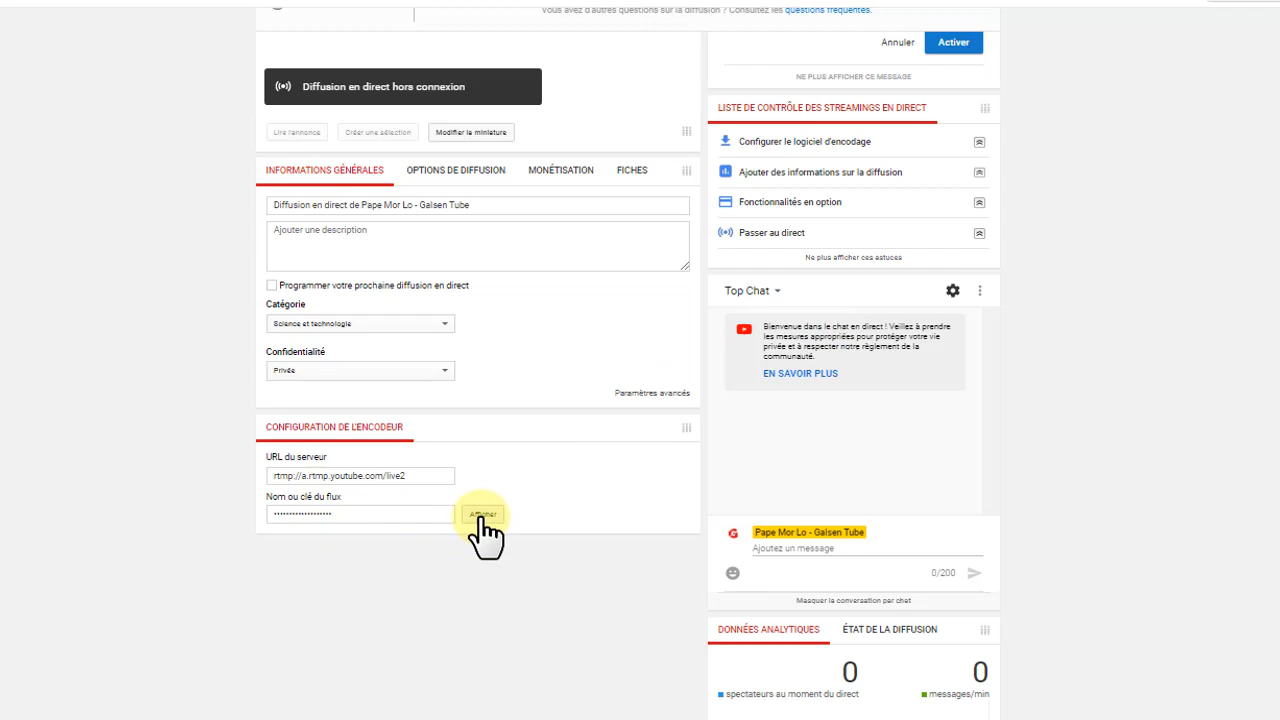 Vous avez d'autres questions sur la diffusion ? Consultez les questions fréquentes.
Diffusion en direct hors connexion
Lire l'annonce
Créer une sélection
Modifier la miniature
INFORMATIONS GÉNÉRALES
OPTIONS DE DIFFUSION
MONÉTISATION
FICHES
Diffusion en direct de Pape Mor Lo - Galsen Tube
Ajouter une description
Programmer votre prochaine diffusion en direct
Catégorie
Science et technologie
Confidentialité
Privée
Paramètres avancés
CONFIGURATION DE L'ENCODEUR
URL du serveur
rtmp://a.rtmp.youtube.com/live2
Nom ou clé du flux
••••••••••••••••••
Afficher
Annuler
Activer
NE PLUS AFFICHER CE MESSAGE
LISTE DE CONTRÔLE DES STREAMINGS EN DIRECT
Configurer le logiciel d'encodage
Ajouter des informations sur la diffusion
Fonctionnalités en option
Passer au direct
Ne plus afficher ces astuces
Top Chat
Bienvenue dans le chat en direct ! Veillez à prendre
les mesures appropriées pour protéger votre vie
privée et à respecter notre règlement de la
communauté.
EN SAVOIR PLUS
Pape Mor Lo - Galsen Tube
Ajoutez un message
0/200
Masquer la conversation par chat
DONNÉES ANALYTIQUES
ÉTAT DE LA DIFFUSION
0
spectateurs au moment du direct
0
messages/min